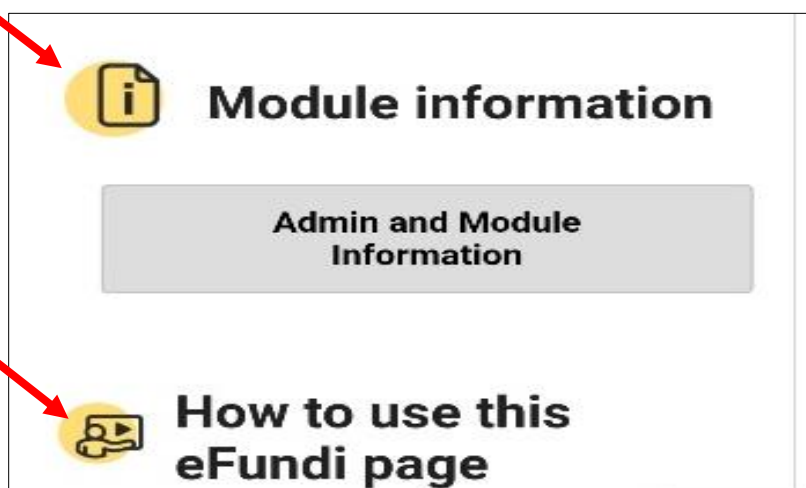 Module information
Admin and Module
Information
How to use this
eFundi page